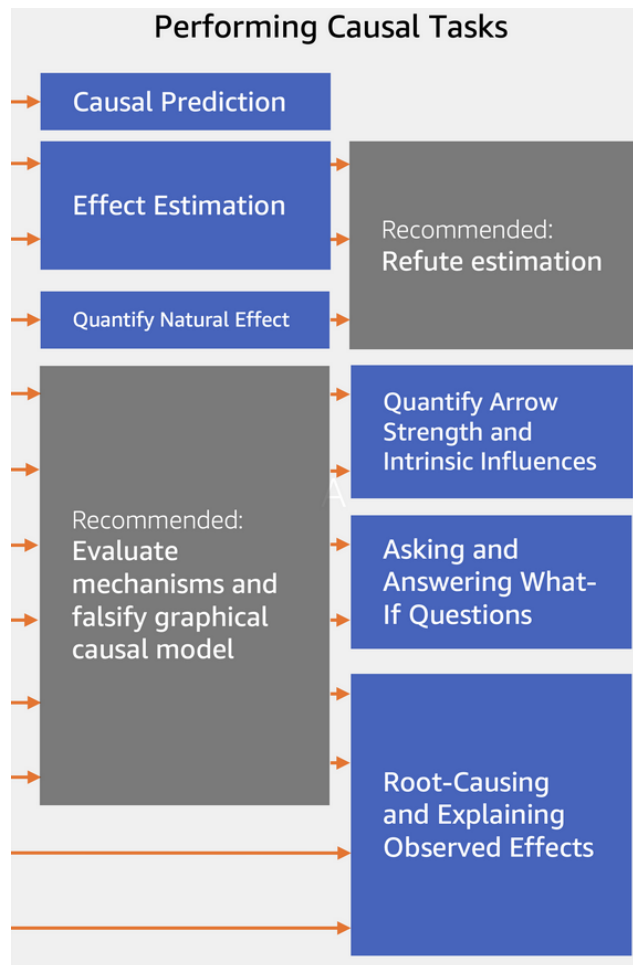 Performing Causal Tasks
Causal Prediction
Effect Estimation
Recommended:
Refute estimation
Quantify Natural Effect
Quantify Arrow
Strength and
Intrinsic Influences
A
Recommended:
Evaluate
mechanisms and
falsify graphical
causal model
Asking and
Answering What-
If Questions
Root-Causing
and Explaining
Observed Effects